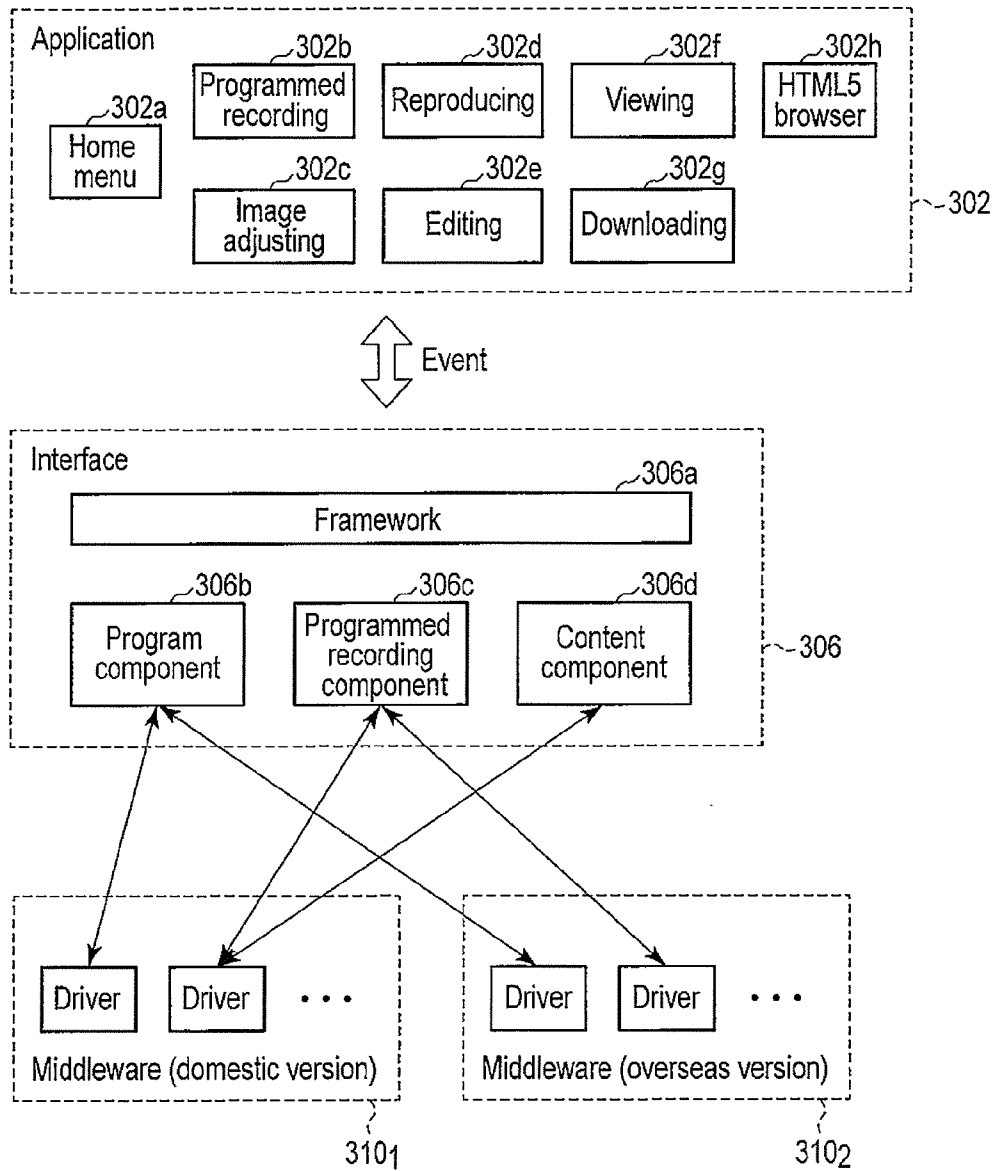 Application
302a
Home
menu
302b
Programmed
recording
302d
Reproducing
302f
Viewing
302h
HTML5
browser
302c
Image
adjusting
302e
Editing
302g
Downloading
302
Event
Interface
306a
Framework
306b
Program
component
306c
Programmed
recording
component
306d
Content
component
306
Driver
Driver
• • •
Middleware (domestic version)
310₁
Driver
Driver
• • •
Middleware (overseas version)
310₂